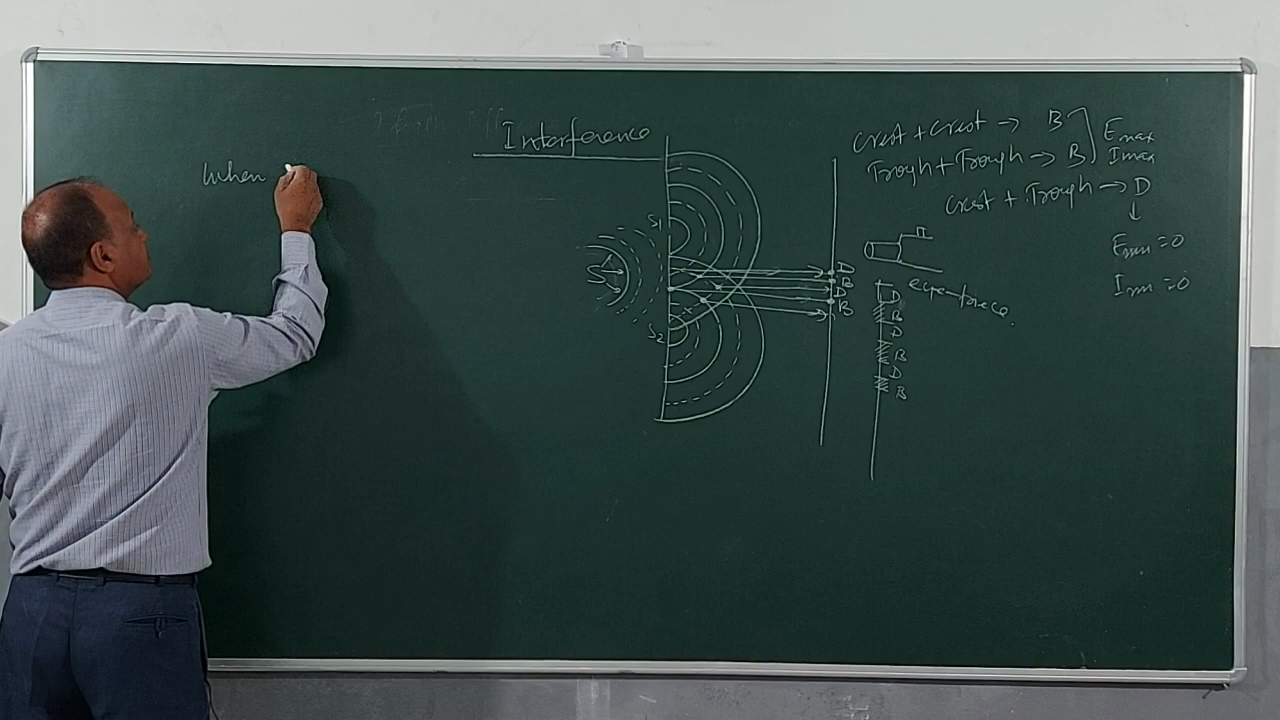 Interference
When
Crest + Crest → B
Emax
Trough + Trough → B
Imax
Crest + Trough → D
↓
Emin = 0
Imin = 0
S1
S
S2
D
B
D
B
D
B
D
B
D
B